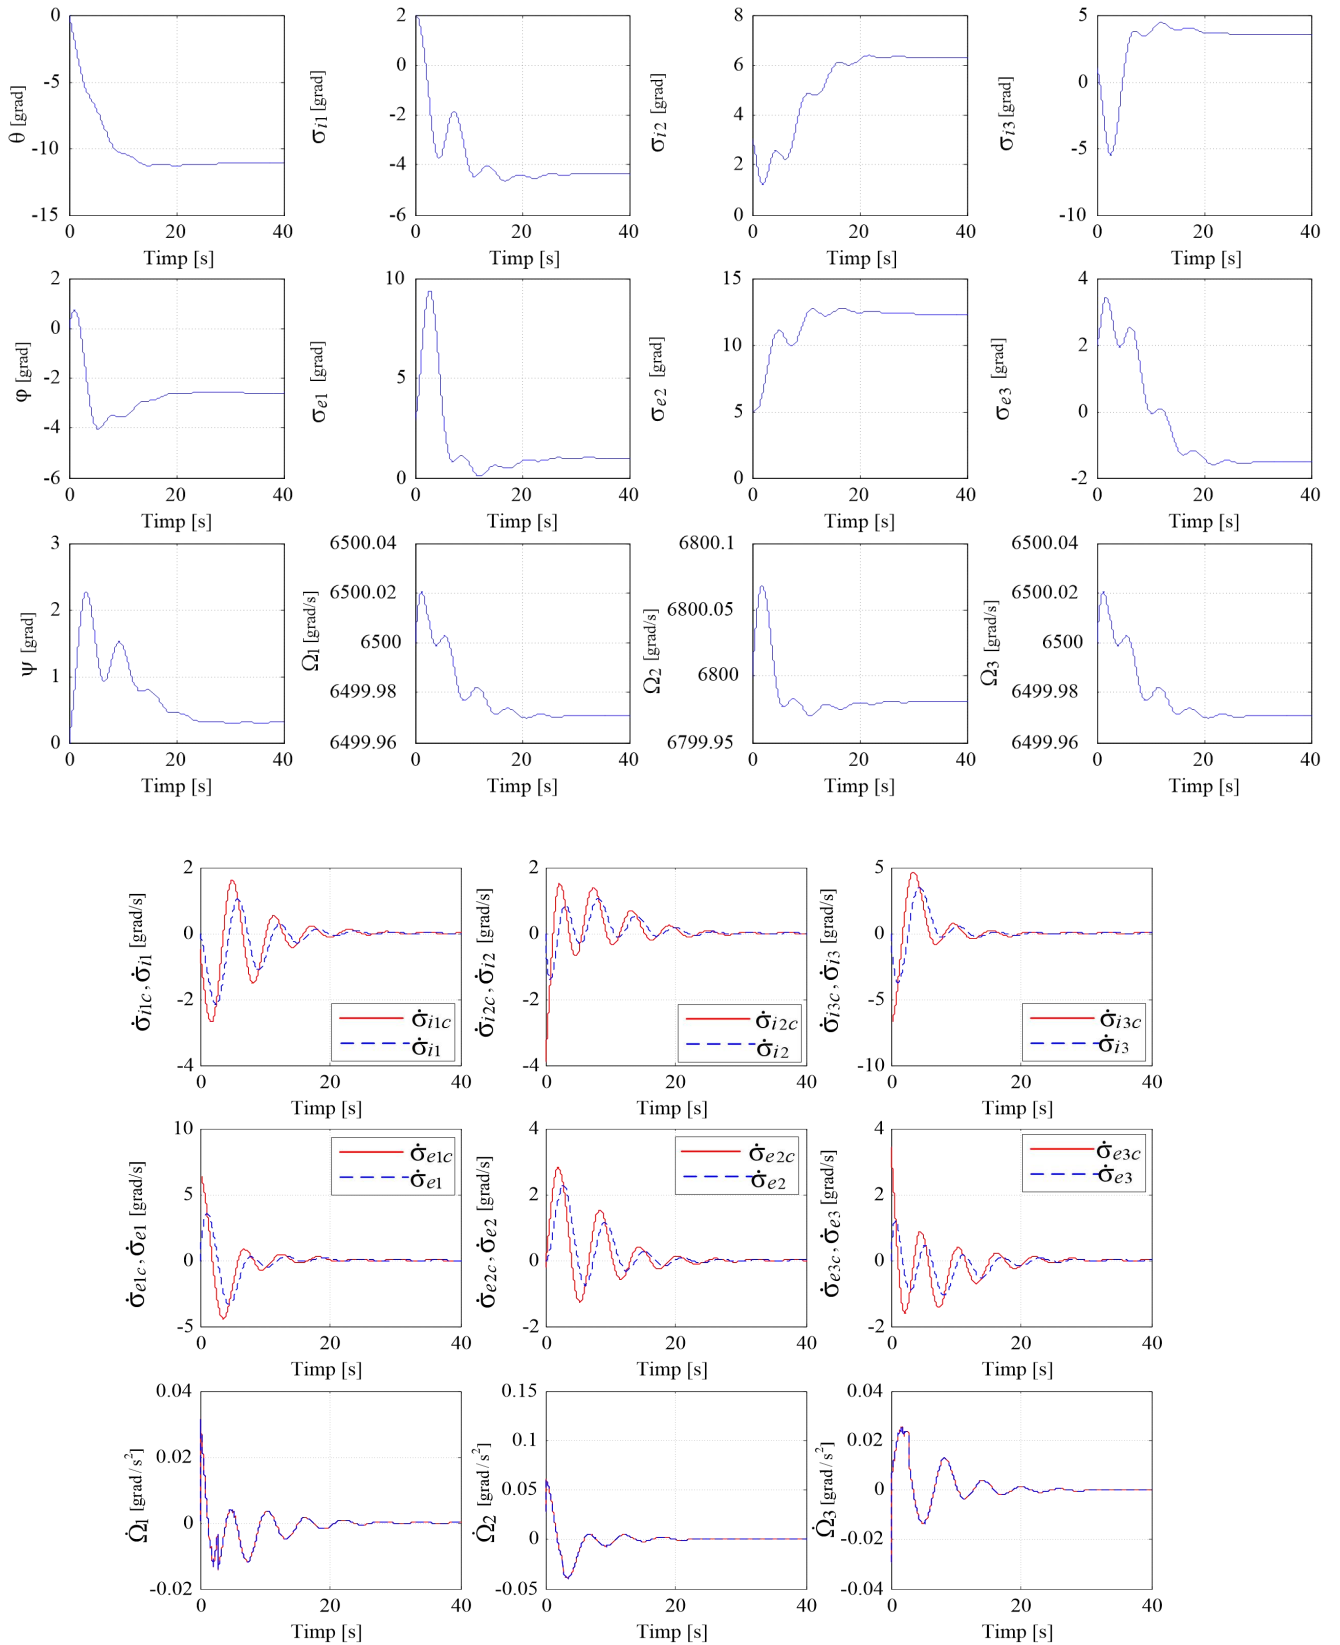 0 -5 -10 -15
θ [grad]
0 20 40
Timp [s]
2 0 -2 -4 -6
σi1 [grad]
0 20 40
Timp [s]
8 6 4 2 0
σi2 [grad]
0 20 40
Timp [s]
5 0 -5 -10
σi3 [grad]
0 20 40
Timp [s]
2 0 -2 -4 -6
φ [grad]
0 20 40
Timp [s]
10 5 0
σe1 [grad]
0 20 40
Timp [s]
15 10 5 0
σe2 [grad]
0 20 40
Timp [s]
4 2 0 -2
σe3 [grad]
0 20 40
Timp [s]
3 2 1 0
ψ [grad]
0 20 40
Timp [s]
6500.04 6500.02 6500 6499.98 6499.96
Ω1 [grad/s]
0 20 40
Timp [s]
6800.1 6800.05 6800 6799.95
Ω2 [grad/s]
0 20 40
Timp [s]
6500.04 6500.02 6500 6499.98 6499.96
Ω3 [grad/s]
0 20 40
Timp [s]
2 0 -2 -4
σ̇i1c, σ̇i1 [grad/s]
σ̇i1c
σ̇i1
0 20 40
Timp [s]
2 0 -2 -4
σ̇i2c, σ̇i2 [grad/s]
σ̇i2c
σ̇i2
0 20 40
Timp [s]
5 0 -5 -10
σ̇i3c, σ̇i3 [grad/s]
σ̇i3c
σ̇i3
0 20 40
Timp [s]
10 5 0 -5
σ̇e1c, σ̇e1 [grad/s]
σ̇e1c
σ̇e1
0 20 40
Timp [s]
4 2 0 -2
σ̇e2c, σ̇e2 [grad/s]
σ̇e2c
σ̇e2
0 20 40
Timp [s]
4 2 0 -2
σ̇e3c, σ̇e3 [grad/s]
σ̇e3c
σ̇e3
0 20 40
Timp [s]
0.04 0.02 0 -0.02
Ω̇1 [grad/s²]
0 20 40
Timp [s]
0.15 0.1 0.05 0 -0.05
Ω̇2 [grad/s²]
0 20 40
Timp [s]
0.04 0.02 0 -0.02 -0.04
Ω̇3 [grad/s²]
0 20 40
Timp [s]